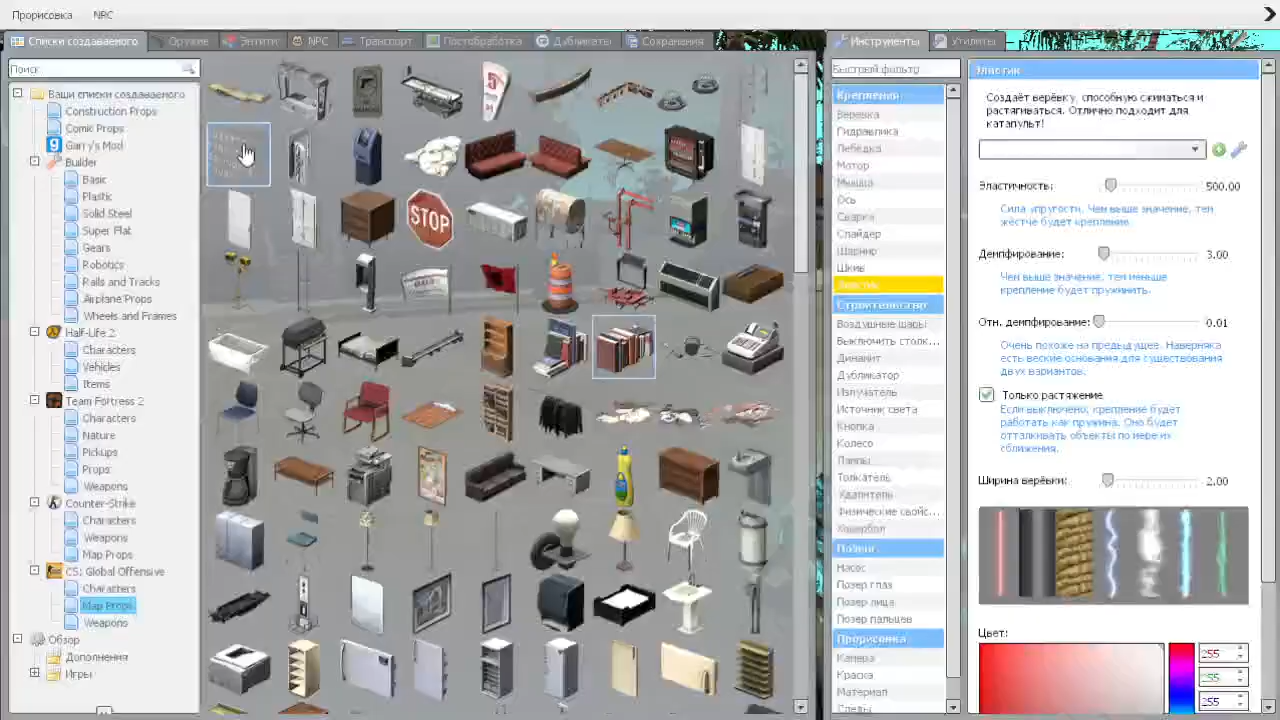 Прорисовка NRC
Списки создаваемого Оружие Энтити NPC Транспорт Постобработка Дубликаты Сохранения
Инструменты Утилиты
Поиск
Ваши списки создаваемого
Construction Props
Comic Props
Garry's Mod
Builder
Basic
Plastic
Solid Steel
Super Flat
Gears
Robotics
Rails and Tracks
Airplane Props
Wheels and Frames
Half-Life 2
Characters
Vehicles
Items
Team Fortress 2
Characters
Nature
Pickups
Props
Weapons
Counter-Strike
Characters
Weapons
Map Props
CS: Global Offensive
Characters
Map Props
Weapons
Обзор
Дополнения
Игры
STOP
Быстрый фильтр
Крепления
Верёвка
Гидравлика
Лебёдка
Мотор
Мышца
Ось
Сварка
Слайдер
Шарнир
Шкив
Эластик
Строительство
Воздушные шары
Выключить столк...
Динамит
Дубликатор
Излучатель
Источник света
Кнопка
Колесо
Лампы
Толкатель
Удалитель
Физические свойс...
Ховербол
Позинг
Насос
Позер глаз
Позер лица
Позер пальцев
Прорисовка
Камера
Краска
Материал
Следы
Эластик
Создаёт верёвку, способную сжиматься и
растягиваться. Отлично подходит для
катапульт!
Эластичность: 500.00
Сила упругости. Чем выше значение, тем
жёстче будет крепление.
Демпфирование: 3.00
Чем выше значение, тем меньше
крепление будет пружинить.
Отн. демпфирование: 0.01
Очень похоже на предыдущее. Наверняка
есть веские основания для существования
двух вариантов.
Только растяжение
Если выключено, крепление будет
работать как пружина. Оно будет
отталкивать объекты по мере их
сближения.
Ширина верёвки: 2.00
Цвет:
255
255
255